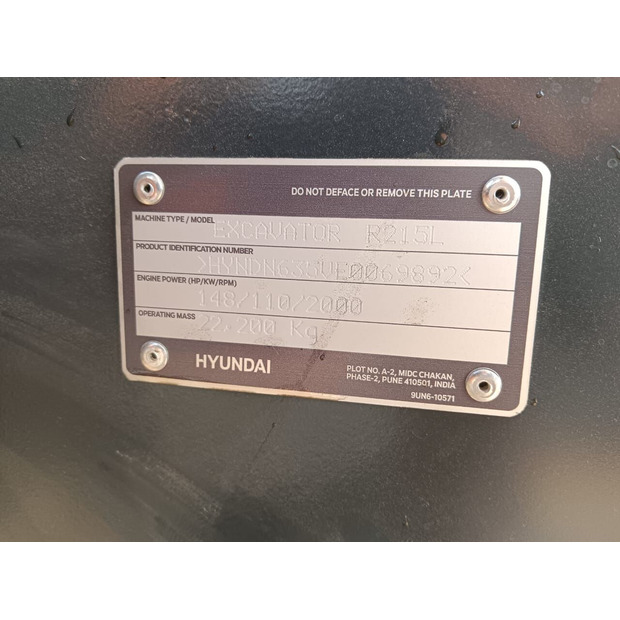 DO NOT DEFACE OR REMOVE THIS PLATE
MACHINE TYPE / MODEL
EXCAVATOR R215L
PRODUCT IDENTIFICATION NUMBER
>HYNDN635VE0069892<
ENGINE POWER (HP/KW/RPM)
148/110/2000
OPERATING MASS
22,200 Kg
HYUNDAI
PLOT NO. A-2, MIDC CHAKAN,
PHASE-2, PUNE 410501, INDIA
9UN6-10571